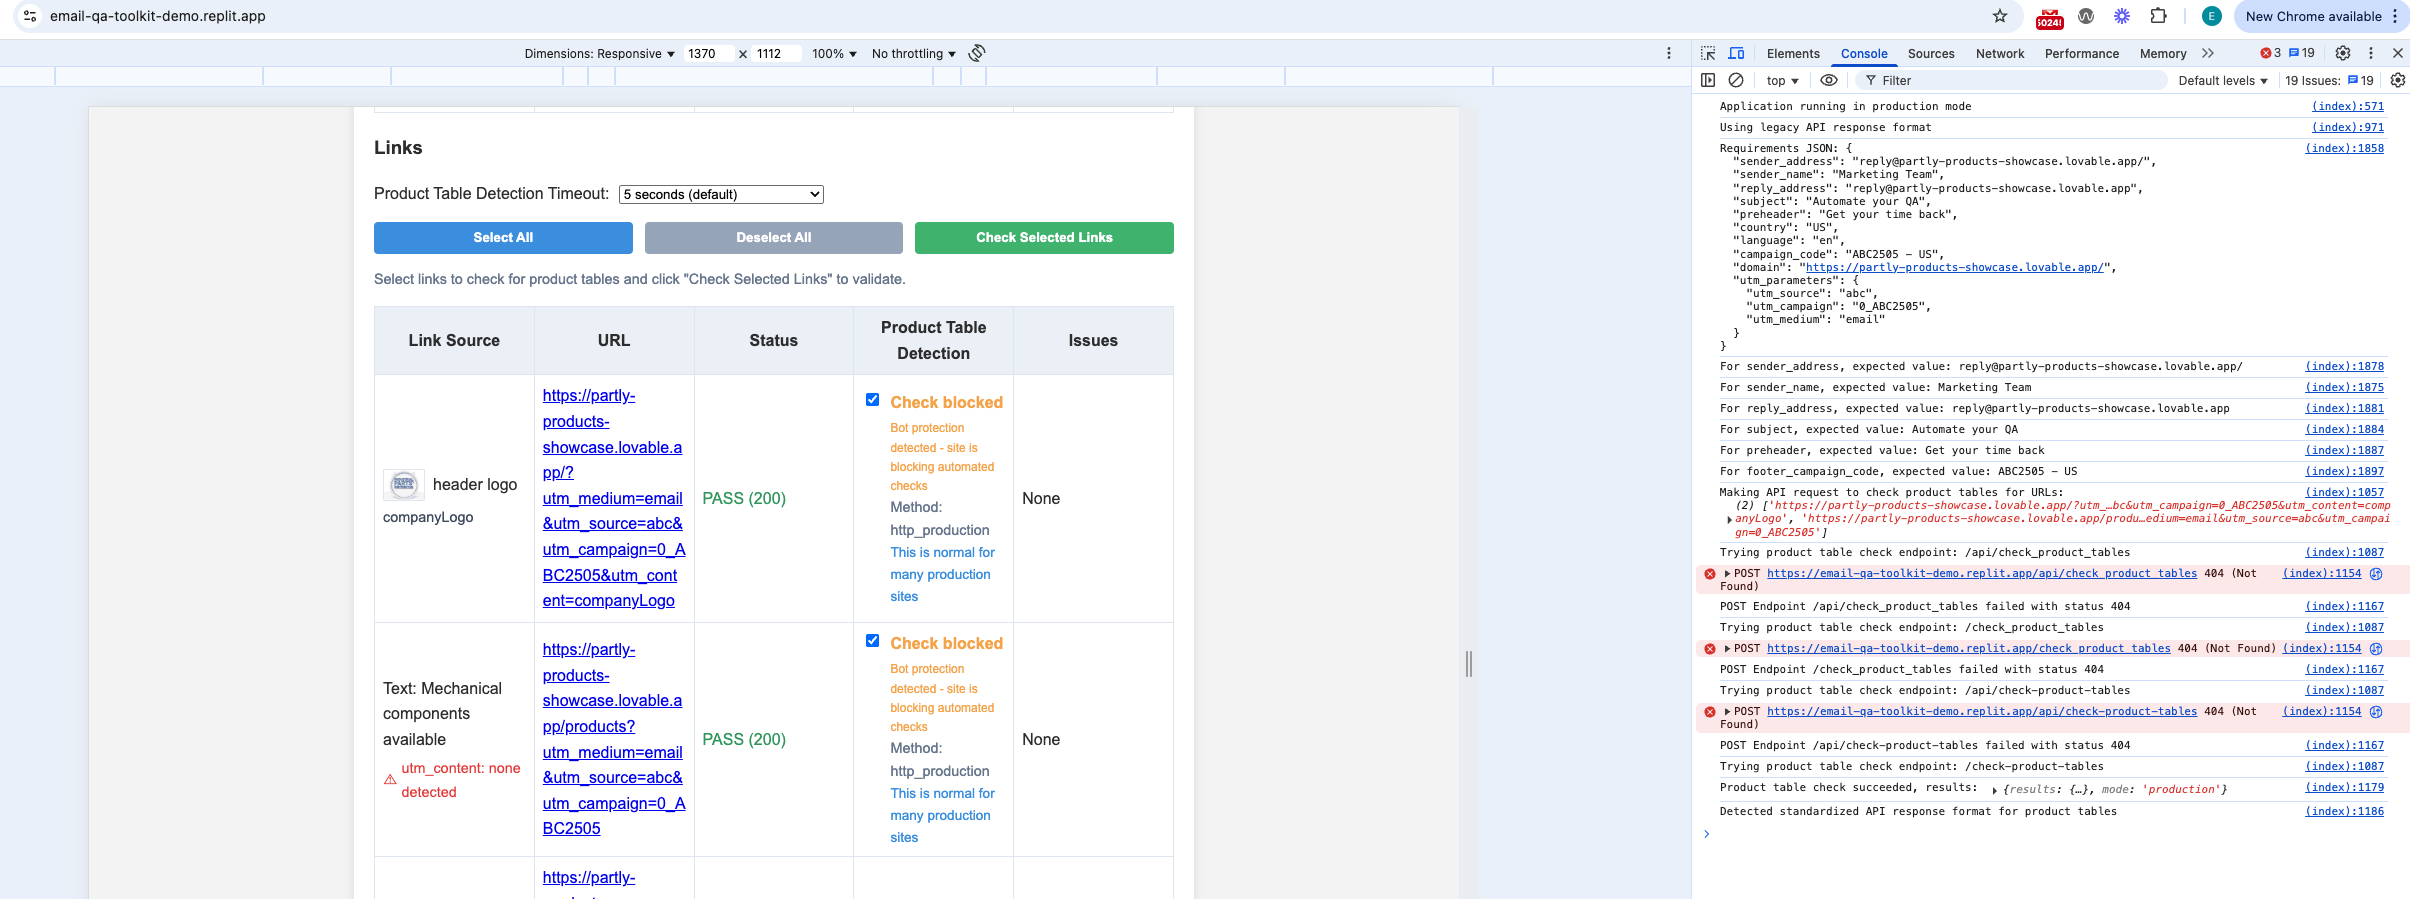 email-qa-toolkit-demo.replit.app
5024!
E
New Chrome available
Dimensions: Responsive
1370 x 1112
100%
No throttling
Elements
Console
Sources
Network
Performance
Memory
3
19
top
Filter
Default levels
19 Issues:
19
Links
Product Table Detection Timeout:
5 seconds (default)
Select All
Deselect All
Check Selected Links
Select links to check for product tables and click "Check Selected Links" to validate.
Link Source
URL
Status
Product Table
Detection
Issues
header logo
companyLogo
https://partly-
products-
showcase.lovable.a
pp/?
utm_medium=email
&utm_source=abc&
utm_campaign=0_A
BC2505&utm_cont
ent=companyLogo
PASS (200)
Check blocked
Bot protection
detected - site is
blocking automated
checks
Method:
http_production
This is normal for
many production
sites
None
Text: Mechanical
components
available
utm_content: none
detected
https://partly-
products-
showcase.lovable.a
pp/products?
utm_medium=email
&utm_source=abc&
utm_campaign=0_A
BC2505
PASS (200)
Check blocked
Bot protection
detected - site is
blocking automated
checks
Method:
http_production
This is normal for
many production
sites
None
https://partly-
Application running in production mode (index):571
Using legacy API response format (index):971
Requirements JSON: { (index):1858
"sender_address": "reply@partly-products-showcase.lovable.app/",
"sender_name": "Marketing Team",
"reply_address": "reply@partly-products-showcase.lovable.app",
"subject": "Automate your QA",
"preheader": "Get your time back",
"country": "US",
"language": "en",
"campaign_code": "ABC2505 – US",
"domain": "https://partly-products-showcase.lovable.app/",
"utm_parameters": {
"utm_source": "abc",
"utm_campaign": "0_ABC2505",
"utm_medium": "email"
}
}
For sender_address, expected value: reply@partly-products-showcase.lovable.app/ (index):1878
For sender_name, expected value: Marketing Team (index):1875
For reply_address, expected value: reply@partly-products-showcase.lovable.app (index):1881
For subject, expected value: Automate your QA (index):1884
For preheader, expected value: Get your time back (index):1887
For footer_campaign_code, expected value: ABC2505 – US (index):1897
Making API request to check product tables for URLs: (index):1057
(2) ['https://partly-products-showcase.lovable.app/?utm_…bc&utm_campaign=0_ABC2505&utm_content=comp
anyLogo', 'https://partly-products-showcase.lovable.app/produ…edium=email&utm_source=abc&utm_campai
gn=0_ABC2505']
Trying product table check endpoint: /api/check_product_tables (index):1087
POST https://email-qa-toolkit-demo.replit.app/api/check_product_tables 404 (Not (index):1154
Found)
POST Endpoint /api/check_product_tables failed with status 404 (index):1167
Trying product table check endpoint: /check_product_tables (index):1087
POST https://email-qa-toolkit-demo.replit.app/check_product_tables 404 (Not Found) (index):1154
POST Endpoint /check_product_tables failed with status 404 (index):1167
Trying product table check endpoint: /api/check-product-tables (index):1087
POST https://email-qa-toolkit-demo.replit.app/api/check-product-tables 404 (Not (index):1154
Found)
POST Endpoint /api/check-product-tables failed with status 404 (index):1167
Trying product table check endpoint: /check-product-tables (index):1087
Product table check succeeded, results: {results: {…}, mode: 'production'} (index):1179
Detected standardized API response format for product tables (index):1186